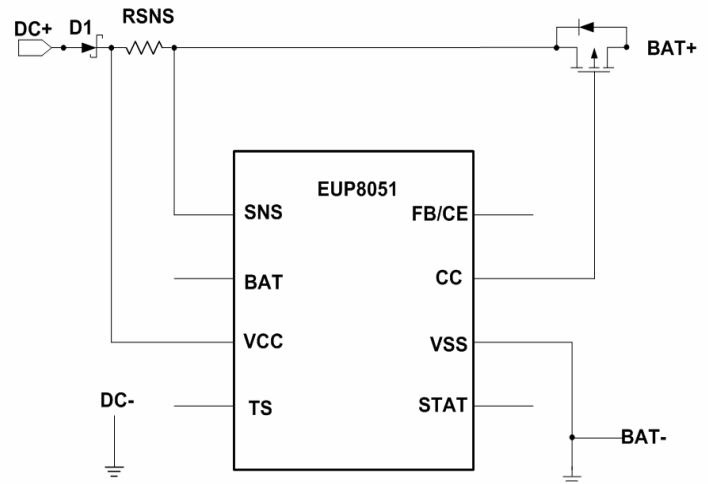 DC+
D1
RSNS
BAT+
EUP8051
SNS
FB/CE
BAT
CC
VCC
VSS
DC-
TS
STAT
BAT-